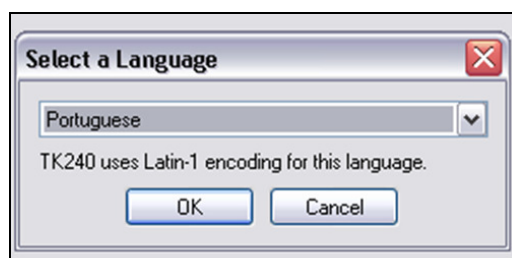 Select a Language
Portuguese
TK240 uses Latin-1 encoding for this language.
OK
Cancel